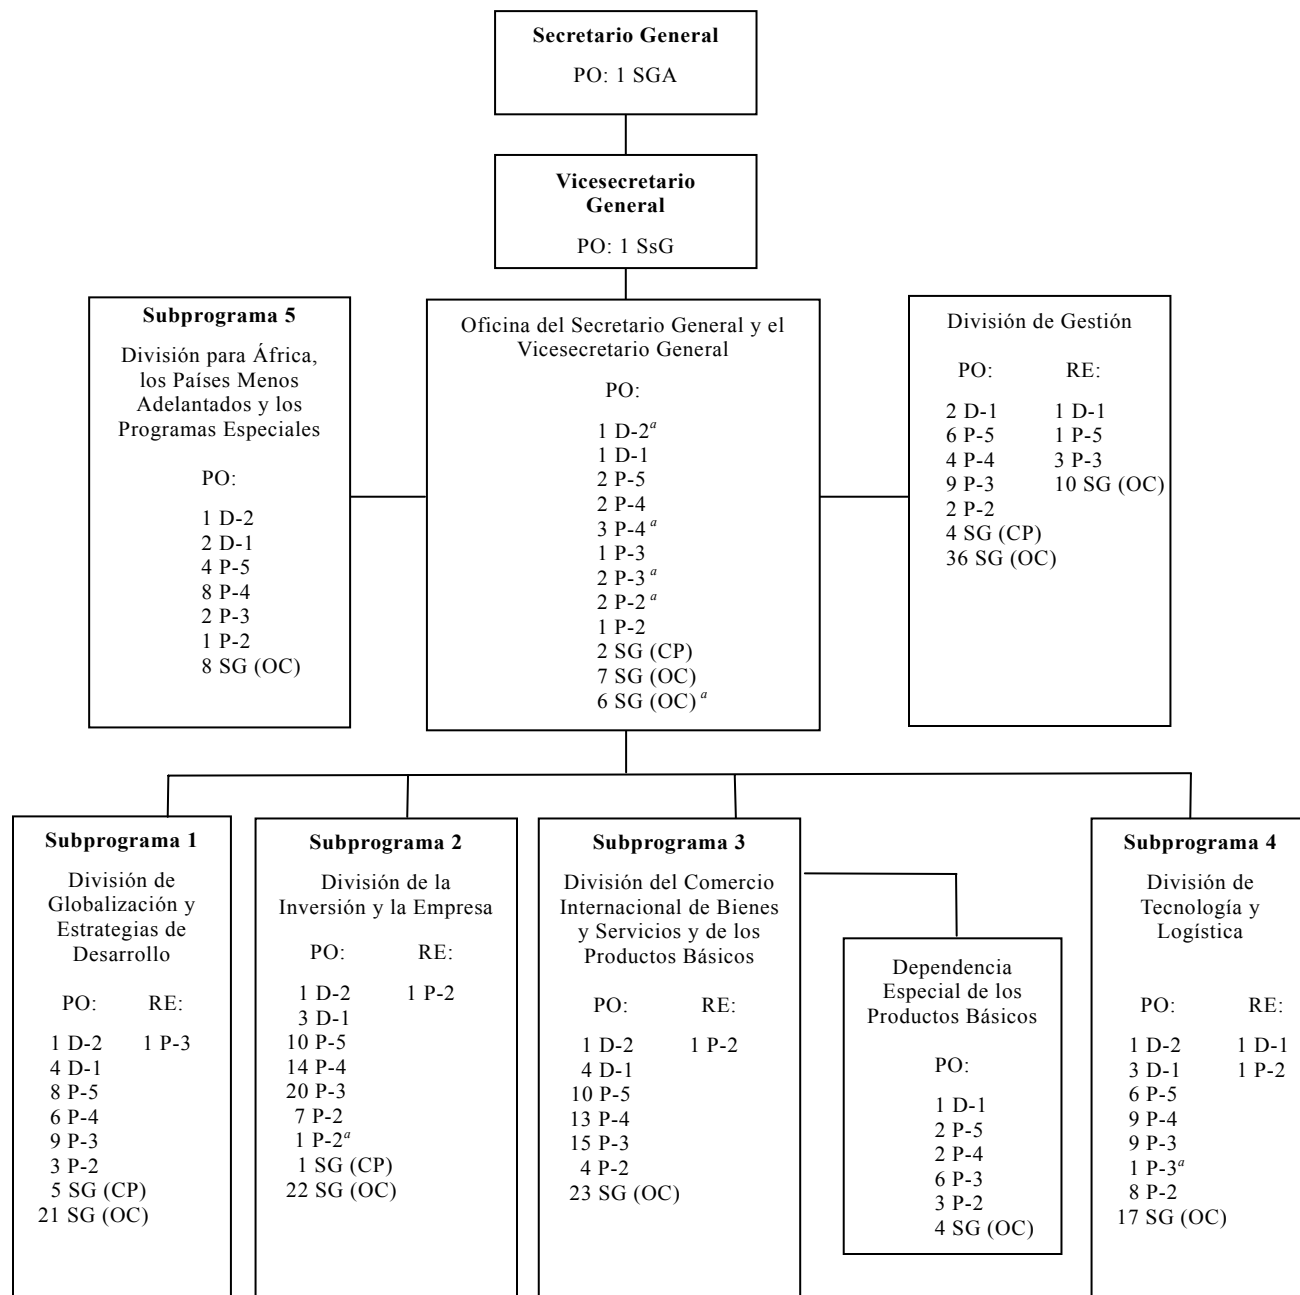 Secretario General
PO: 1 SGA
Vicesecretario
General
PO: 1 SsG
Subprograma 5
División para África,
los Países Menos
Adelantados y los
Programas Especiales
PO:
1 D-2
2 D-1
4 P-5
8 P-4
2 P-3
1 P-2
8 SG (OC)
Oficina del Secretario General y el
Vicesecretario General
PO:
1 D-2a
1 D-1
2 P-5
2 P-4
3 P-4 a
1 P-3
2 P-3 a
2 P-2 a
1 P-2
2 SG (CP)
7 SG (OC)
6 SG (OC) a
División de Gestión
PO: RE:
2 D-1 1 D-1
6 P-5 1 P-5
4 P-4 3 P-3
9 P-3 10 SG (OC)
2 P-2
4 SG (CP)
36 SG (OC)
Subprograma 1
División de
Globalización y
Estrategias de
Desarrollo
PO: RE:
1 D-2 1 P-3
4 D-1
8 P-5
6 P-4
9 P-3
3 P-2
5 SG (CP)
21 SG (OC)
Subprograma 2
División de la
Inversión y la Empresa
PO: RE:
1 D-2 1 P-2
3 D-1
10 P-5
14 P-4
20 P-3
7 P-2
1 P-2a
1 SG (CP)
22 SG (OC)
Subprograma 3
División del Comercio
Internacional de Bienes
y Servicios y de los
Productos Básicos
PO: RE:
1 D-2 1 P-2
4 D-1
10 P-5
13 P-4
15 P-3
4 P-2
23 SG (OC)
Dependencia
Especial de los
Productos Básicos
PO:
1 D-1
2 P-5
2 P-4
6 P-3
3 P-2
4 SG (OC)
Subprograma 4
División de
Tecnología y
Logística
PO: RE:
1 D-2 1 D-1
3 D-1 1 P-2
6 P-5
9 P-4
9 P-3
1 P-3a
8 P-2
17 SG (OC)